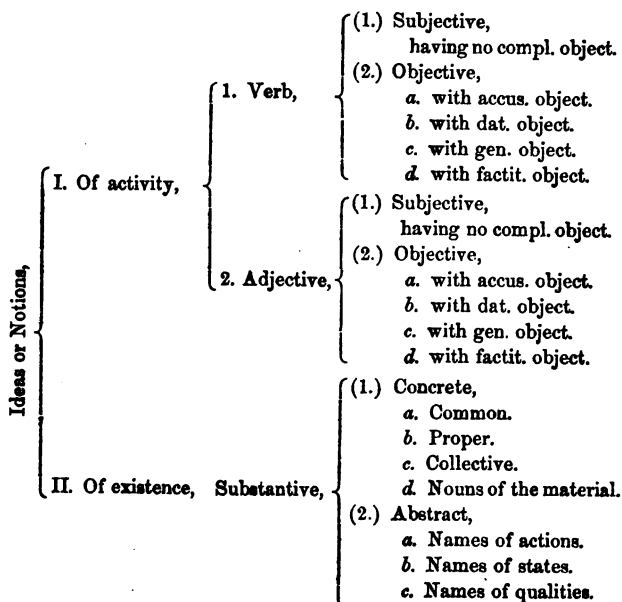 Ideas or Notions,
I. Of activity,
1. Verb,
(1.) Subjective,
having no compl. object.
(2.) Objective,
a. with accus. object.
b. with dat. object.
c. with gen. object.
d. with factit. object.
2. Adjective,
(1.) Subjective,
having no compl. object.
(2.) Objective,
a. with accus. object.
b. with dat. object.
c. with gen. object.
d. with factit. object.
II. Of existence, Substantive,
(1.) Concrete,
a. Common.
b. Proper.
c. Collective.
d. Nouns of the material.
(2.) Abstract,
a. Names of actions.
b. Names of states.
c. Names of qualities.